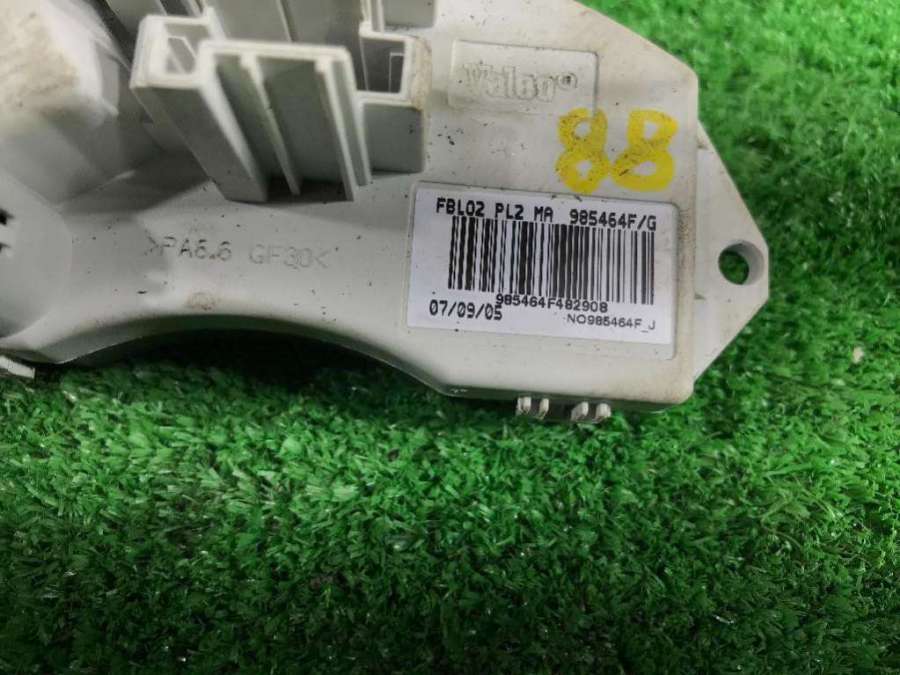 Valeo®
88
FBL02 PL2 MA 985464F/G
985464F482908
07/09/05
NO985464F_J
>PA6.6 GF30<